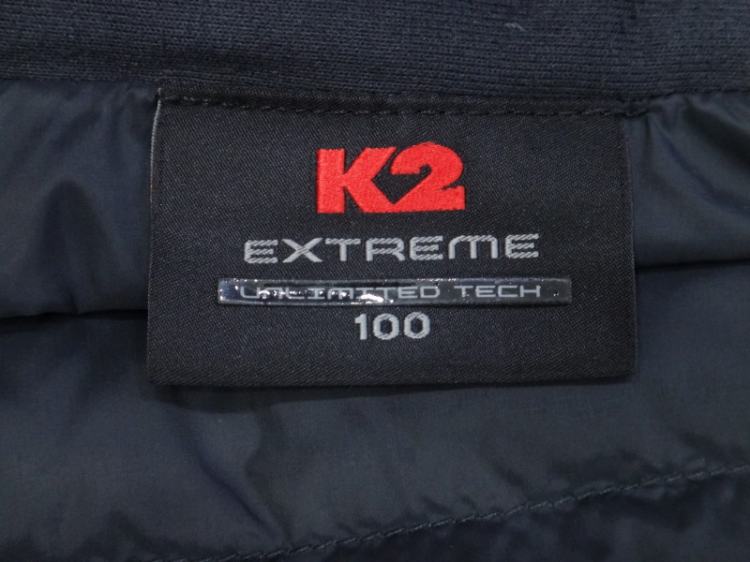 K2
EXTREME
UNLIMITED TECH
100